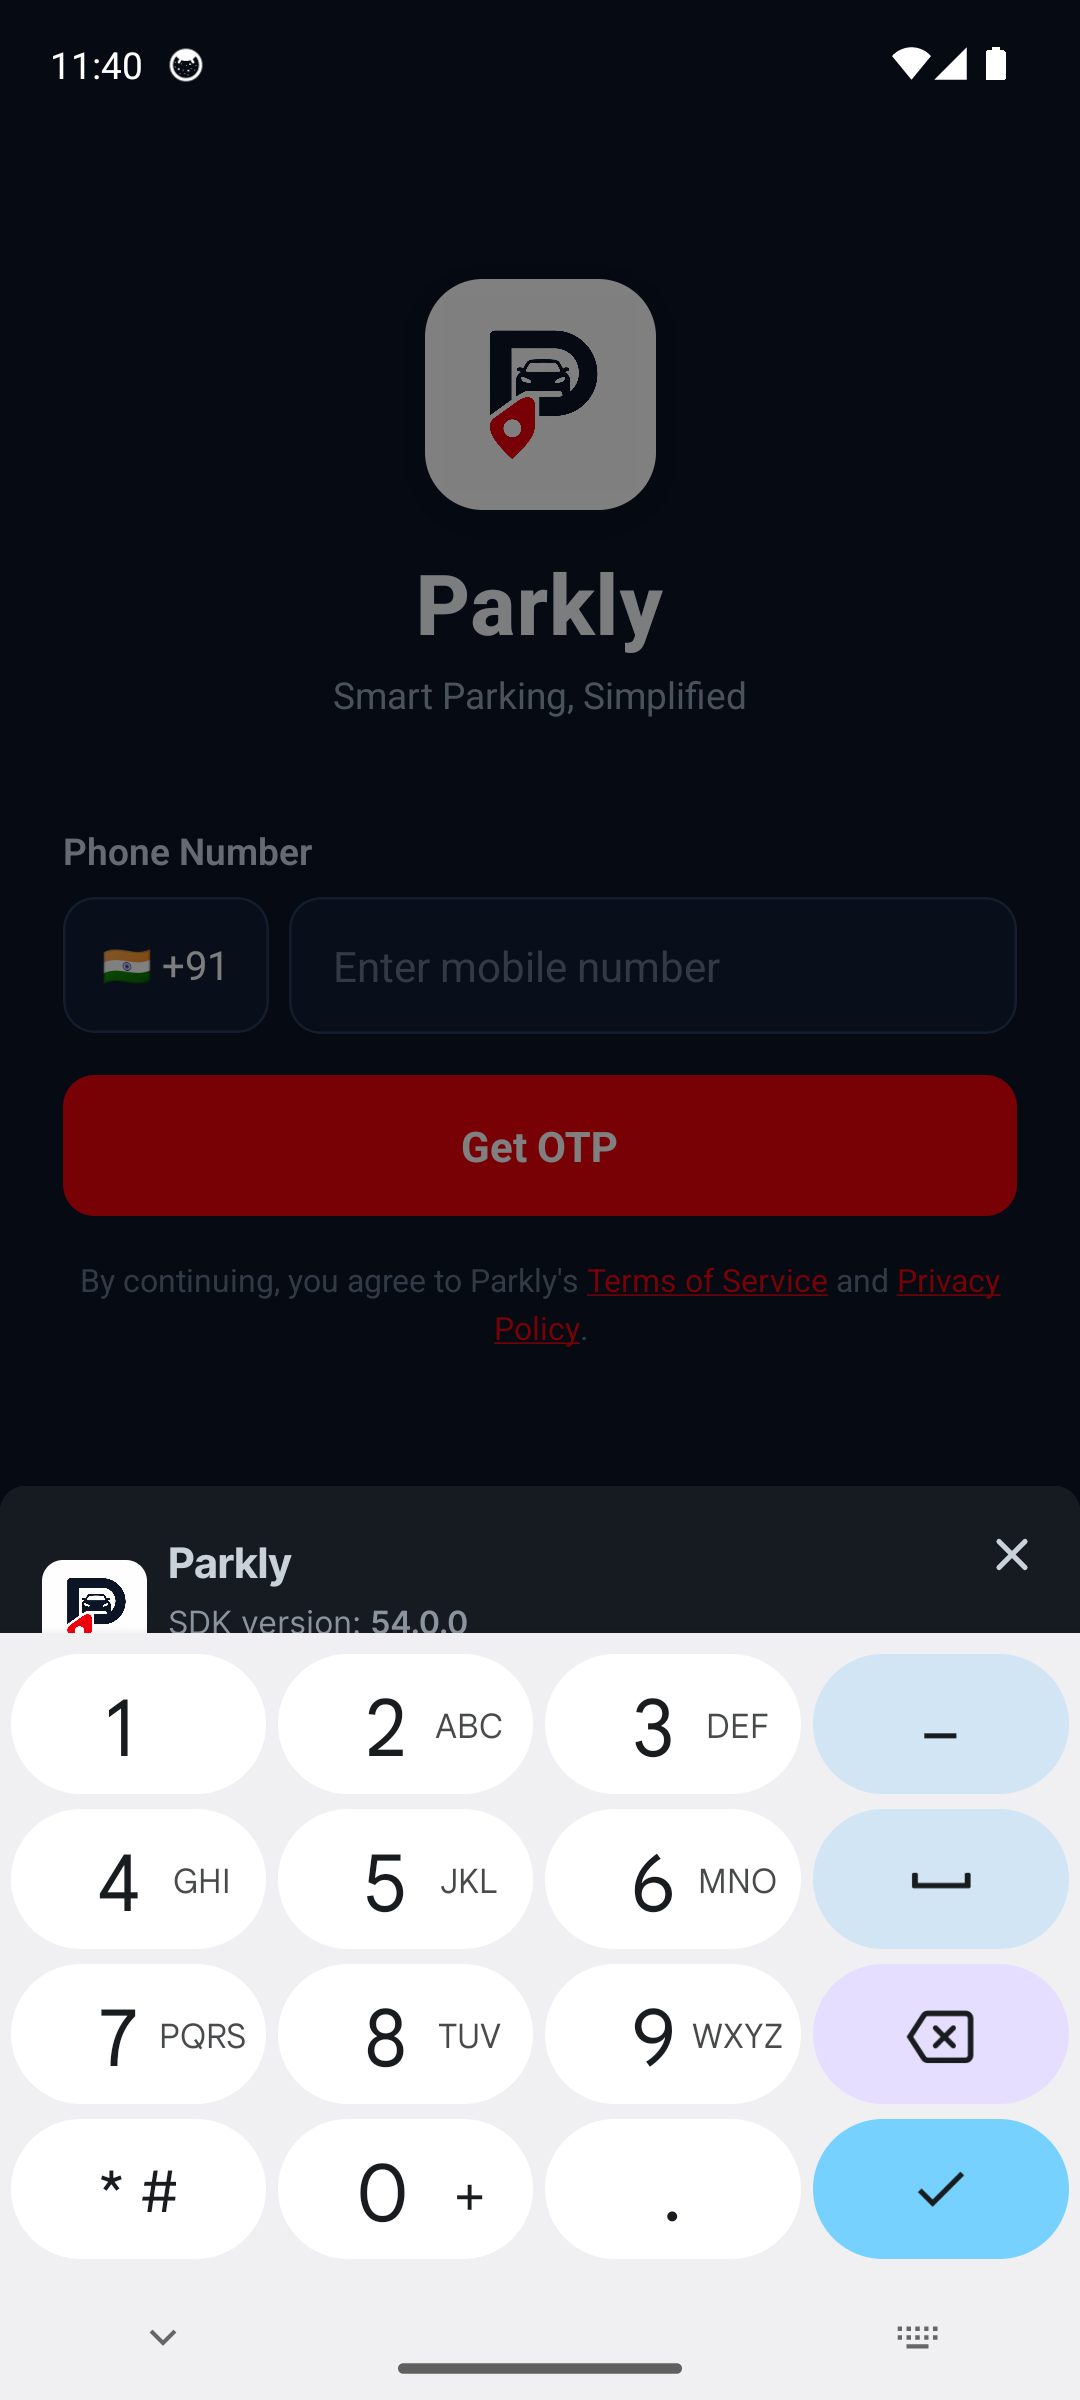 11:40
Parkly
Smart Parking, Simplified
Phone Number
🇮🇳 +91
Enter mobile number
Get OTP
By continuing, you agree to Parkly's Terms of Service and Privacy
Policy.
Parkly
SDK version: 54.0.0
1
2 ABC
3 DEF
–
4 GHI
5 JKL
6 MNO
7 PQRS
8 TUV
9 WXYZ
* #
0 +
.